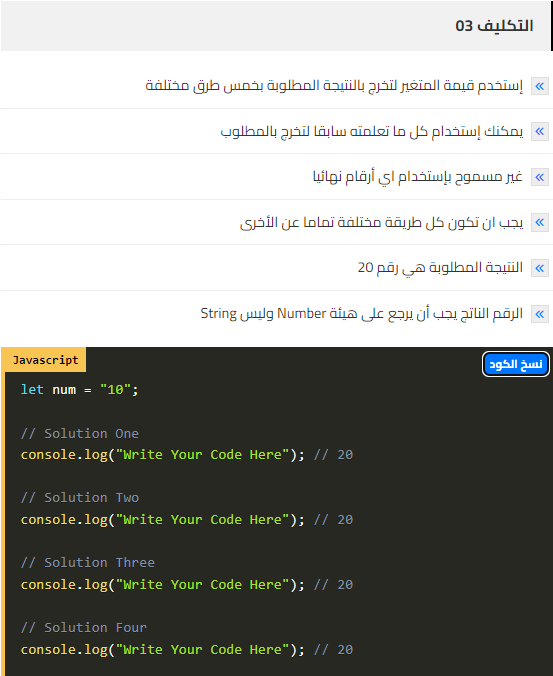 التكليف 03
إستخدم قيمة المتغير لتخرج بالنتيجة المطلوبة بخمس طرق مختلفة
يمكنك إستخدام كل ما تعلمته سابقا لتخرج بالمطلوب
غير مسموح بإستخدام اي أرقام نهائيا
يجب ان تكون كل طريقة مختلفة تماما عن الأخرى
النتيجة المطلوبة هي رقم 20
الرقم الناتج يجب أن يرجع على هيئة Number وليس String
Javascript
نسخ الكود
let num = "10";
// Solution One
console.log("Write Your Code Here"); // 20
// Solution Two
console.log("Write Your Code Here"); // 20
// Solution Three
console.log("Write Your Code Here"); // 20
// Solution Four
console.log("Write Your Code Here"); // 20